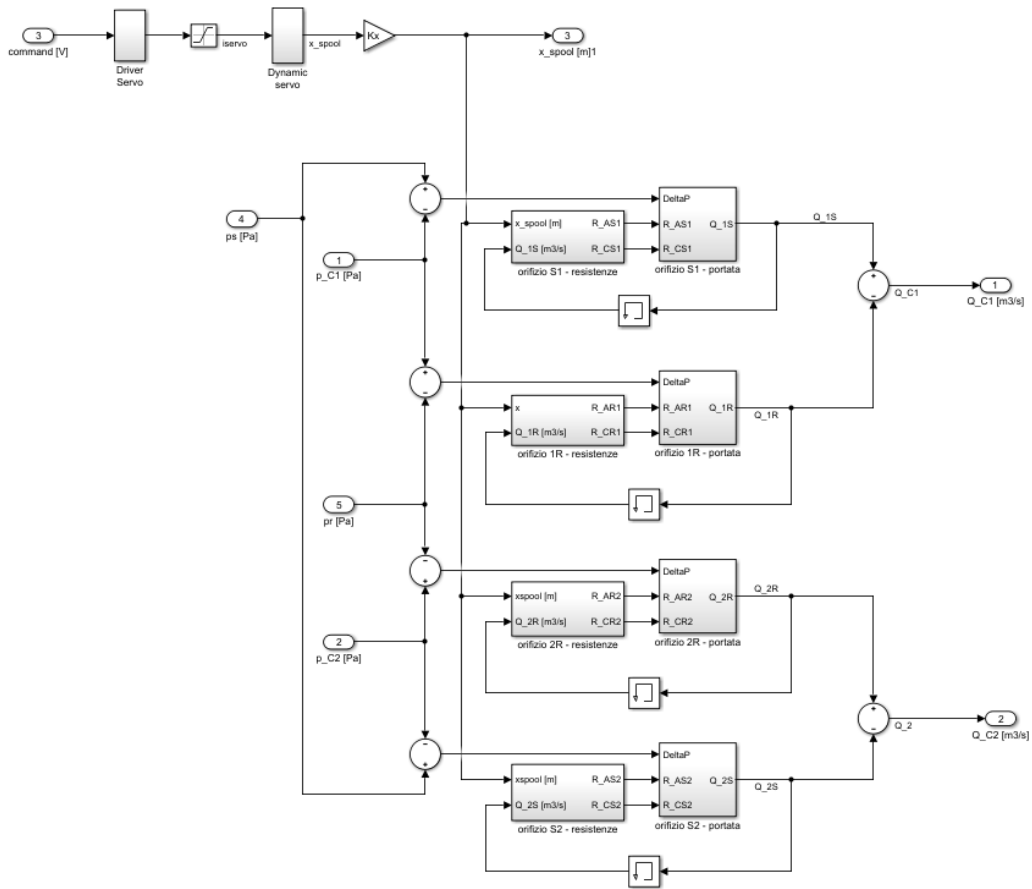 3
command [V]
Driver
Servo
iservo
Dynamic
servo
x_spool
Kx
3
x_spool [m]1
4
ps [Pa]
1
p_C1 [Pa]
+
−
x_spool [m]
R_AS1
Q_1S [m3/s]
R_CS1
orifizio S1 - resistenze
DeltaP
R_AS1
Q_1S
R_CS1
orifizio S1 - portata
Q_1S
+
−
Q_C1
1
Q_C1 [m3/s]
+
−
x
R_AR1
Q_1R [m3/s]
R_CR1
orifizio 1R - resistenze
DeltaP
R_AR1
Q_1R
R_CR1
orifizio 1R - portata
Q_1R
5
pr [Pa]
−
+
xspool [m]
R_AR2
Q_2R [m3/s]
R_CR2
orifizio 2R - resistenze
DeltaP
R_AR2
Q_2R
R_CR2
orifizio 2R - portata
Q_2R
2
p_C2 [Pa]
+
−
Q_2
2
Q_C2 [m3/s]
−
+
xspool [m]
R_AS2
Q_2S [m3/s]
R_CS2
orifizio S2 - resistenze
DeltaP
R_AS2
Q_2S
R_CS2
orifizio S2 - portata
Q_2S